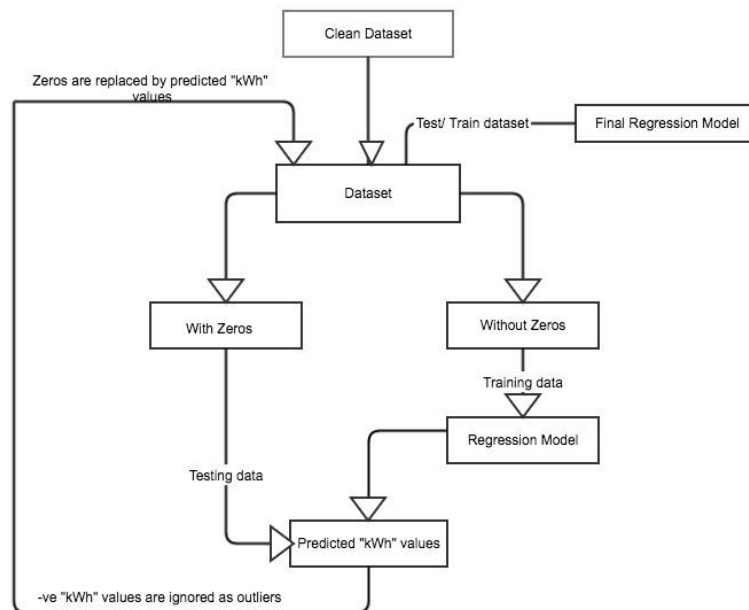 Clean Dataset
Zeros are replaced by predicted "kWh"
values
Test/ Train dataset
Final Regression Model
Dataset
With Zeros
Without Zeros
Training data
Regression Model
Testing data
Predicted "kWh" values
-ve "kWh" values are ignored as outliers